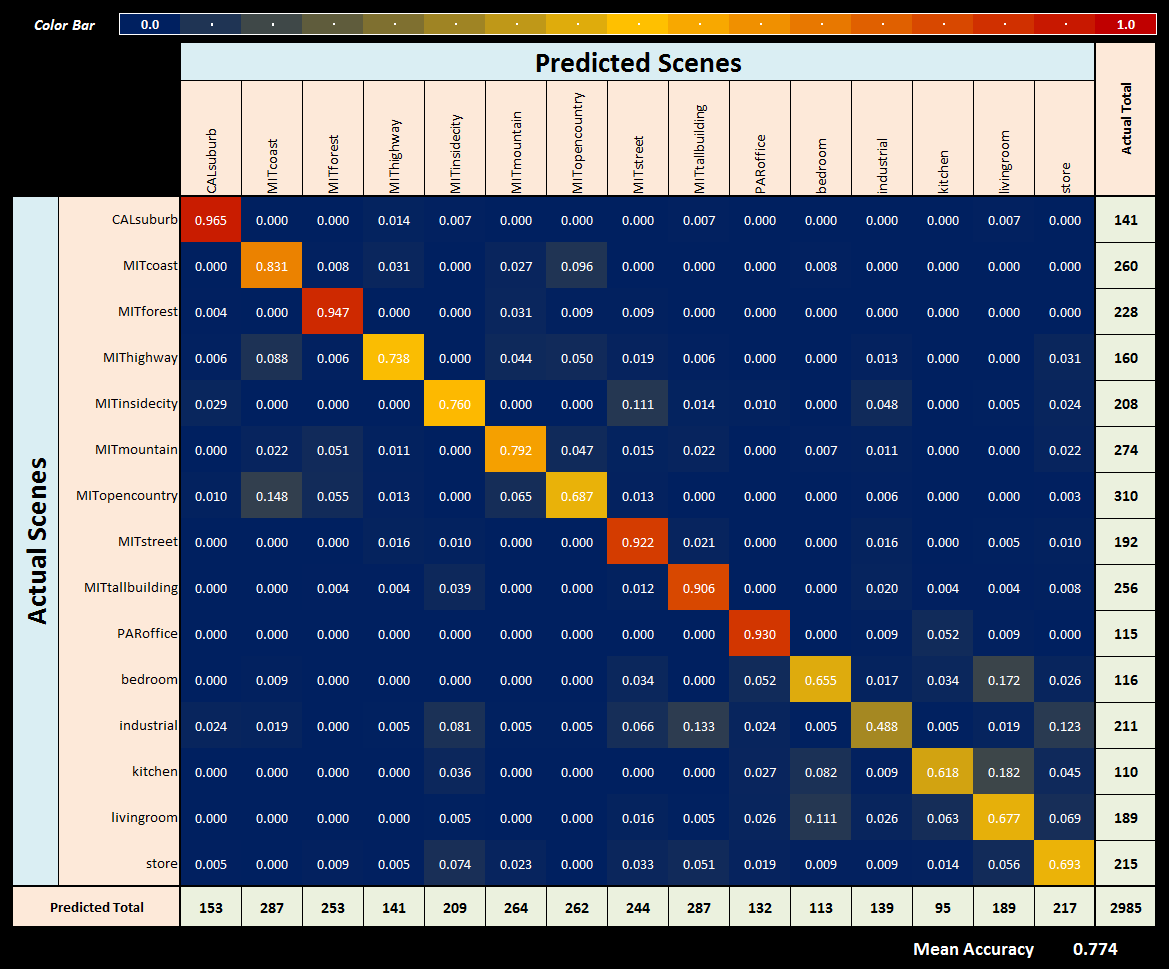 Color Bar 0.0 1.0
Predicted Scenes
CALsuburb MITcoast MITforest MIThighway MITinsidecity MITmountain MITopencountry MITstreet MITtallbuilding PARoffice bedroom industrial kitchen livingroom store Actual Total
Actual Scenes
CALsuburb 0.965 0.000 0.000 0.014 0.007 0.000 0.000 0.000 0.007 0.000 0.000 0.000 0.000 0.007 0.000 141
MITcoast 0.000 0.831 0.008 0.031 0.000 0.027 0.096 0.000 0.000 0.000 0.008 0.000 0.000 0.000 0.000 260
MITforest 0.004 0.000 0.947 0.000 0.000 0.031 0.009 0.009 0.000 0.000 0.000 0.000 0.000 0.000 0.000 228
MIThighway 0.006 0.088 0.006 0.738 0.000 0.044 0.050 0.019 0.006 0.000 0.000 0.013 0.000 0.000 0.031 160
MITinsidecity 0.029 0.000 0.000 0.000 0.760 0.000 0.000 0.111 0.014 0.010 0.000 0.048 0.000 0.005 0.024 208
MITmountain 0.000 0.022 0.051 0.011 0.000 0.792 0.047 0.015 0.022 0.000 0.007 0.011 0.000 0.000 0.022 274
MITopencountry 0.010 0.148 0.055 0.013 0.000 0.065 0.687 0.013 0.000 0.000 0.000 0.006 0.000 0.000 0.003 310
MITstreet 0.000 0.000 0.000 0.016 0.010 0.000 0.000 0.922 0.021 0.000 0.000 0.016 0.000 0.005 0.010 192
MITtallbuilding 0.000 0.000 0.004 0.004 0.039 0.000 0.000 0.012 0.906 0.000 0.000 0.020 0.004 0.004 0.008 256
PARoffice 0.000 0.000 0.000 0.000 0.000 0.000 0.000 0.000 0.000 0.930 0.000 0.009 0.052 0.009 0.000 115
bedroom 0.000 0.009 0.000 0.000 0.000 0.000 0.000 0.034 0.000 0.052 0.655 0.017 0.034 0.172 0.026 116
industrial 0.024 0.019 0.000 0.005 0.081 0.005 0.005 0.066 0.133 0.024 0.005 0.488 0.005 0.019 0.123 211
kitchen 0.000 0.000 0.000 0.000 0.036 0.000 0.000 0.000 0.000 0.027 0.082 0.009 0.618 0.182 0.045 110
livingroom 0.000 0.000 0.000 0.000 0.005 0.000 0.000 0.016 0.005 0.026 0.111 0.026 0.063 0.677 0.069 189
store 0.005 0.000 0.009 0.005 0.074 0.023 0.000 0.033 0.051 0.019 0.009 0.009 0.014 0.056 0.693 215
Predicted Total 153 287 253 141 209 264 262 244 287 132 113 139 95 189 217 2985
Mean Accuracy 0.774